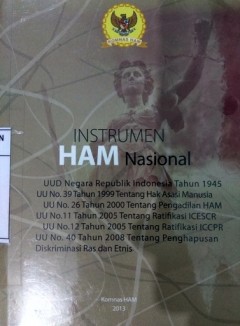 KOMNAS HAM
INSTRUMEN
HAM Nasional
UUD Negara Republik Indonesia Tahun 1945
UU No. 39 Tahun 1999 Tentang Hak Asasi Manusia
UU No. 26 Tahun 2000 Tentang Pengadilan HAM
UU No.11 Tahun 2005 Tentang Ratifikasi ICESCR
UU No.12 Tahun 2005 Tentang Ratifikasi ICCPR
UU No. 40 Tahun 2008 Tentang Penghapusan
Diskriminasi Ras dan Etnis
Komnas HAM
2013